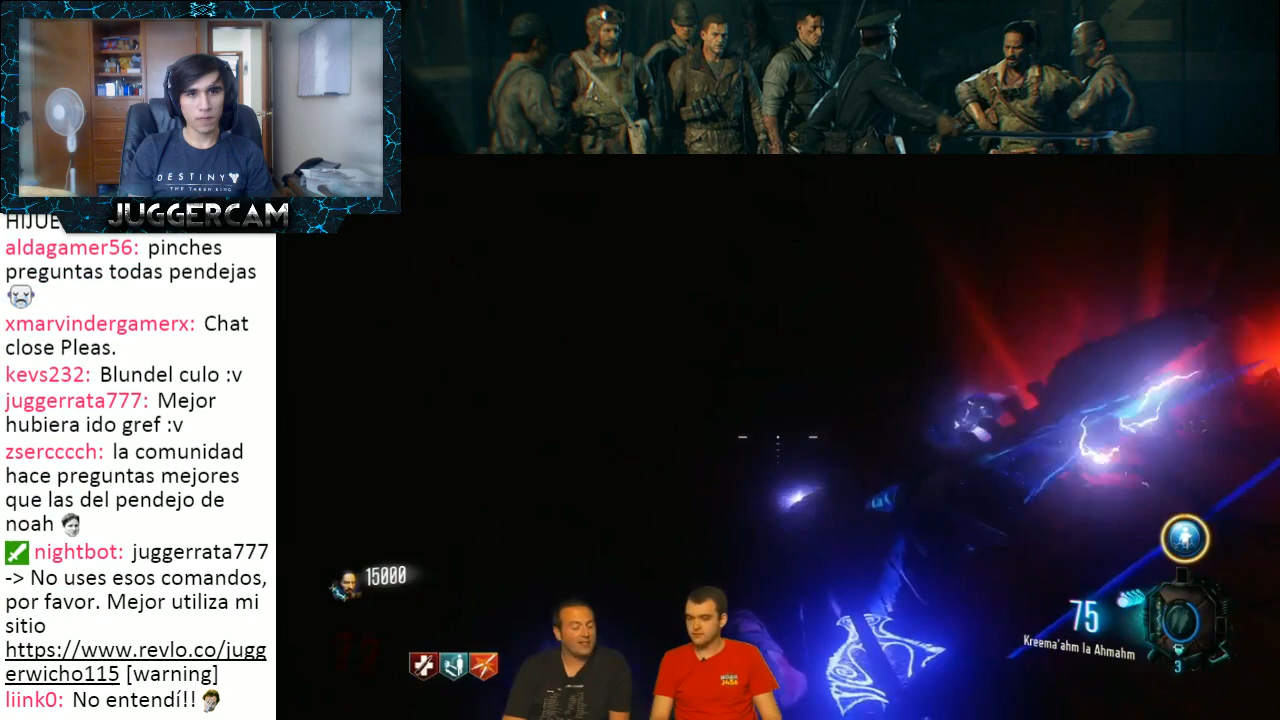 DESTINY
THE TAKEN KING
JUGGERCAM
HIJUE
aldagamer56: pinches
preguntas todas pendejas
xmarvindergamerx: Chat
close Pleas.
kevs232: Blundel culo :v
juggerrata777: Mejor
hubiera ido gref :v
zsercccch: la comunidad
hace preguntas mejores
que las del pendejo de
noah
nightbot: juggerrata777
-> No uses esos comandos,
por favor. Mejor utiliza mi
sitio
https://www.revlo.co/jugg
erwicho115 [warning]
liink0: No entendí!!
15000
75
Kreema'ahm la Ahmahm
3
NOAH
J456